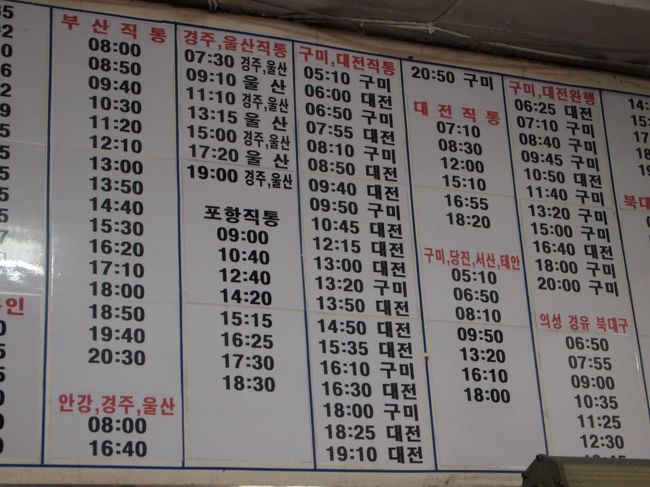 부산직통
08:00
08:50
09:40
10:30
11:20
12:10
13:00
13:50
14:40
15:30
16:20
17:10
18:00
18:50
19:40
20:30
안강,경주,울산
08:00
16:40
경주,울산직통
07:30 경주,울산
09:10 울산
11:10 경주,울산
13:15 울산
15:00 경주,울산
17:20 울산
19:00 경주,울산
포항직통
09:00
10:40
12:40
14:20
15:15
16:25
17:30
18:30
구미,대전직통
05:10 구미
06:00 대전
06:50 구미
07:55 대전
08:10 구미
08:50 대전
09:40 대전
09:50 구미
10:45 대전
12:15 대전
13:00 대전
13:20 구미
13:50 대전
14:50 대전
15:35 대전
16:10 구미
16:30 대전
18:00 구미
18:25 대전
19:10 대전
20:50 구미
대전직통
07:10
08:30
12:00
15:10
16:55
18:20
구미,당진,서산,태안
05:10
06:50
08:10
09:50
13:20
16:10
18:00
구미,대전완행
06:25 대전
07:10 구미
08:40 구미
09:45 구미
10:50 대전
11:40 구미
13:20 구미
15:00 구미
16:40 대전
18:00 구미
20:00 구미
의성 경유 북대구
06:50
07:55
09:00
10:35
11:25
12:30
북대